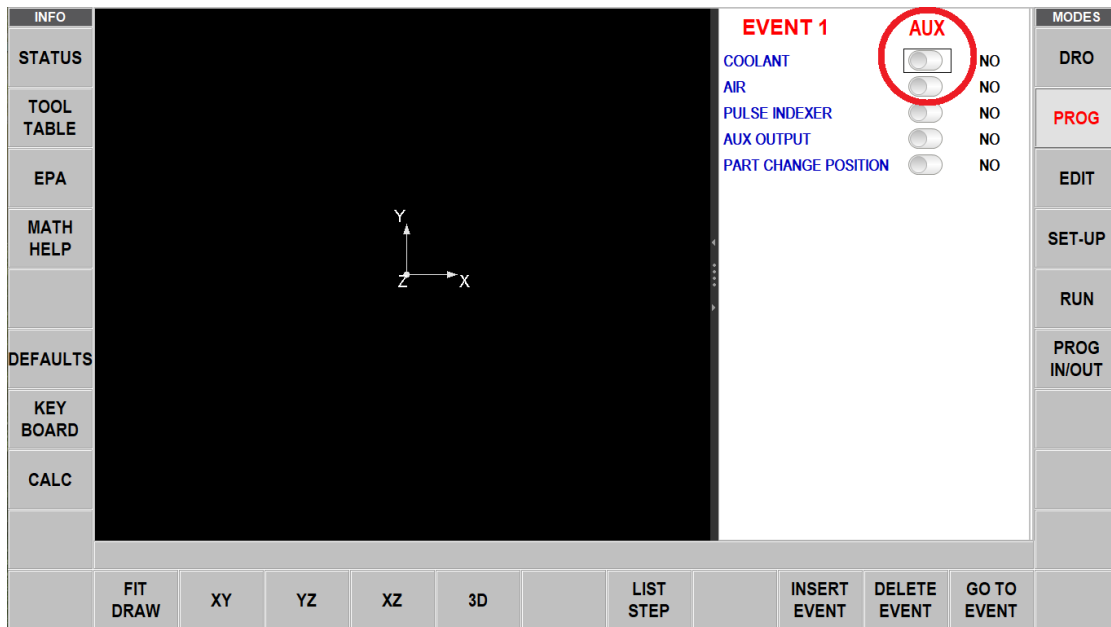 INFO
STATUS
TOOL
TABLE
EPA
MATH
HELP
DEFAULTS
KEY
BOARD
CALC
Y
Z
X
EVENT 1 AUX
COOLANT NO
AIR NO
PULSE INDEXER NO
AUX OUTPUT NO
PART CHANGE POSITION NO
MODES
DRO
PROG
EDIT
SET-UP
RUN
PROG
IN/OUT
FIT
DRAW
XY
YZ
XZ
3D
LIST
STEP
INSERT
EVENT
DELETE
EVENT
GO TO
EVENT